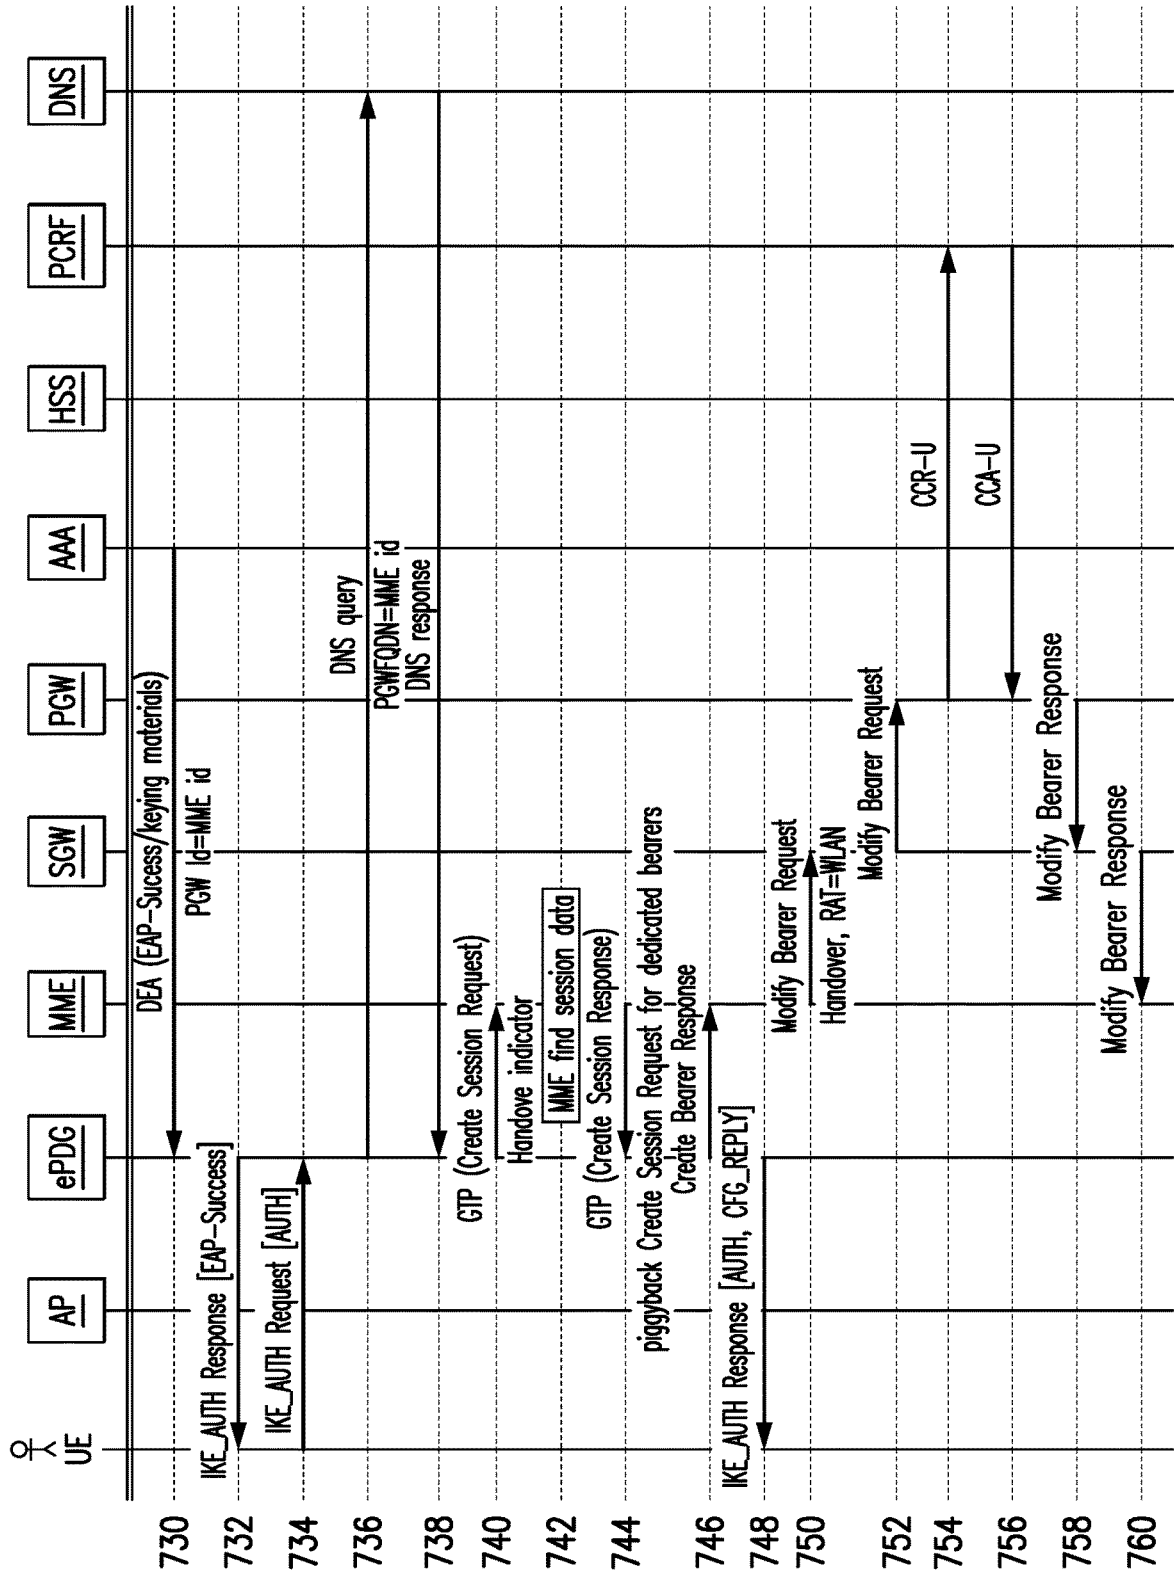 UE
AP
ePDG
MME
SGW
PGW
AAA
HSS
PCRF
DNS
730
DEA (EAP-Sucess/keying materials)
PGW Id=MME id
732
IKE_AUTH Response [EAP-Success]
734
IKE_AUTH Request [AUTH]
736
DNS query
PGWFQDN=MME id
738
DNS response
740
GTP (Create Session Request)
Handove indicator
742
MME find session data
744
GTP (Create Session Response)
piggyback Create Session Request for dedicated bearers
746
Create Bearer Response
748
IKE_AUTH Response [AUTH, CFG_REPLY]
750
Modify Bearer Request
Handover, RAT=WLAN
752
Modify Bearer Request
754
CCR-U
756
CCA-U
758
Modify Bearer Response
760
Modify Bearer Response